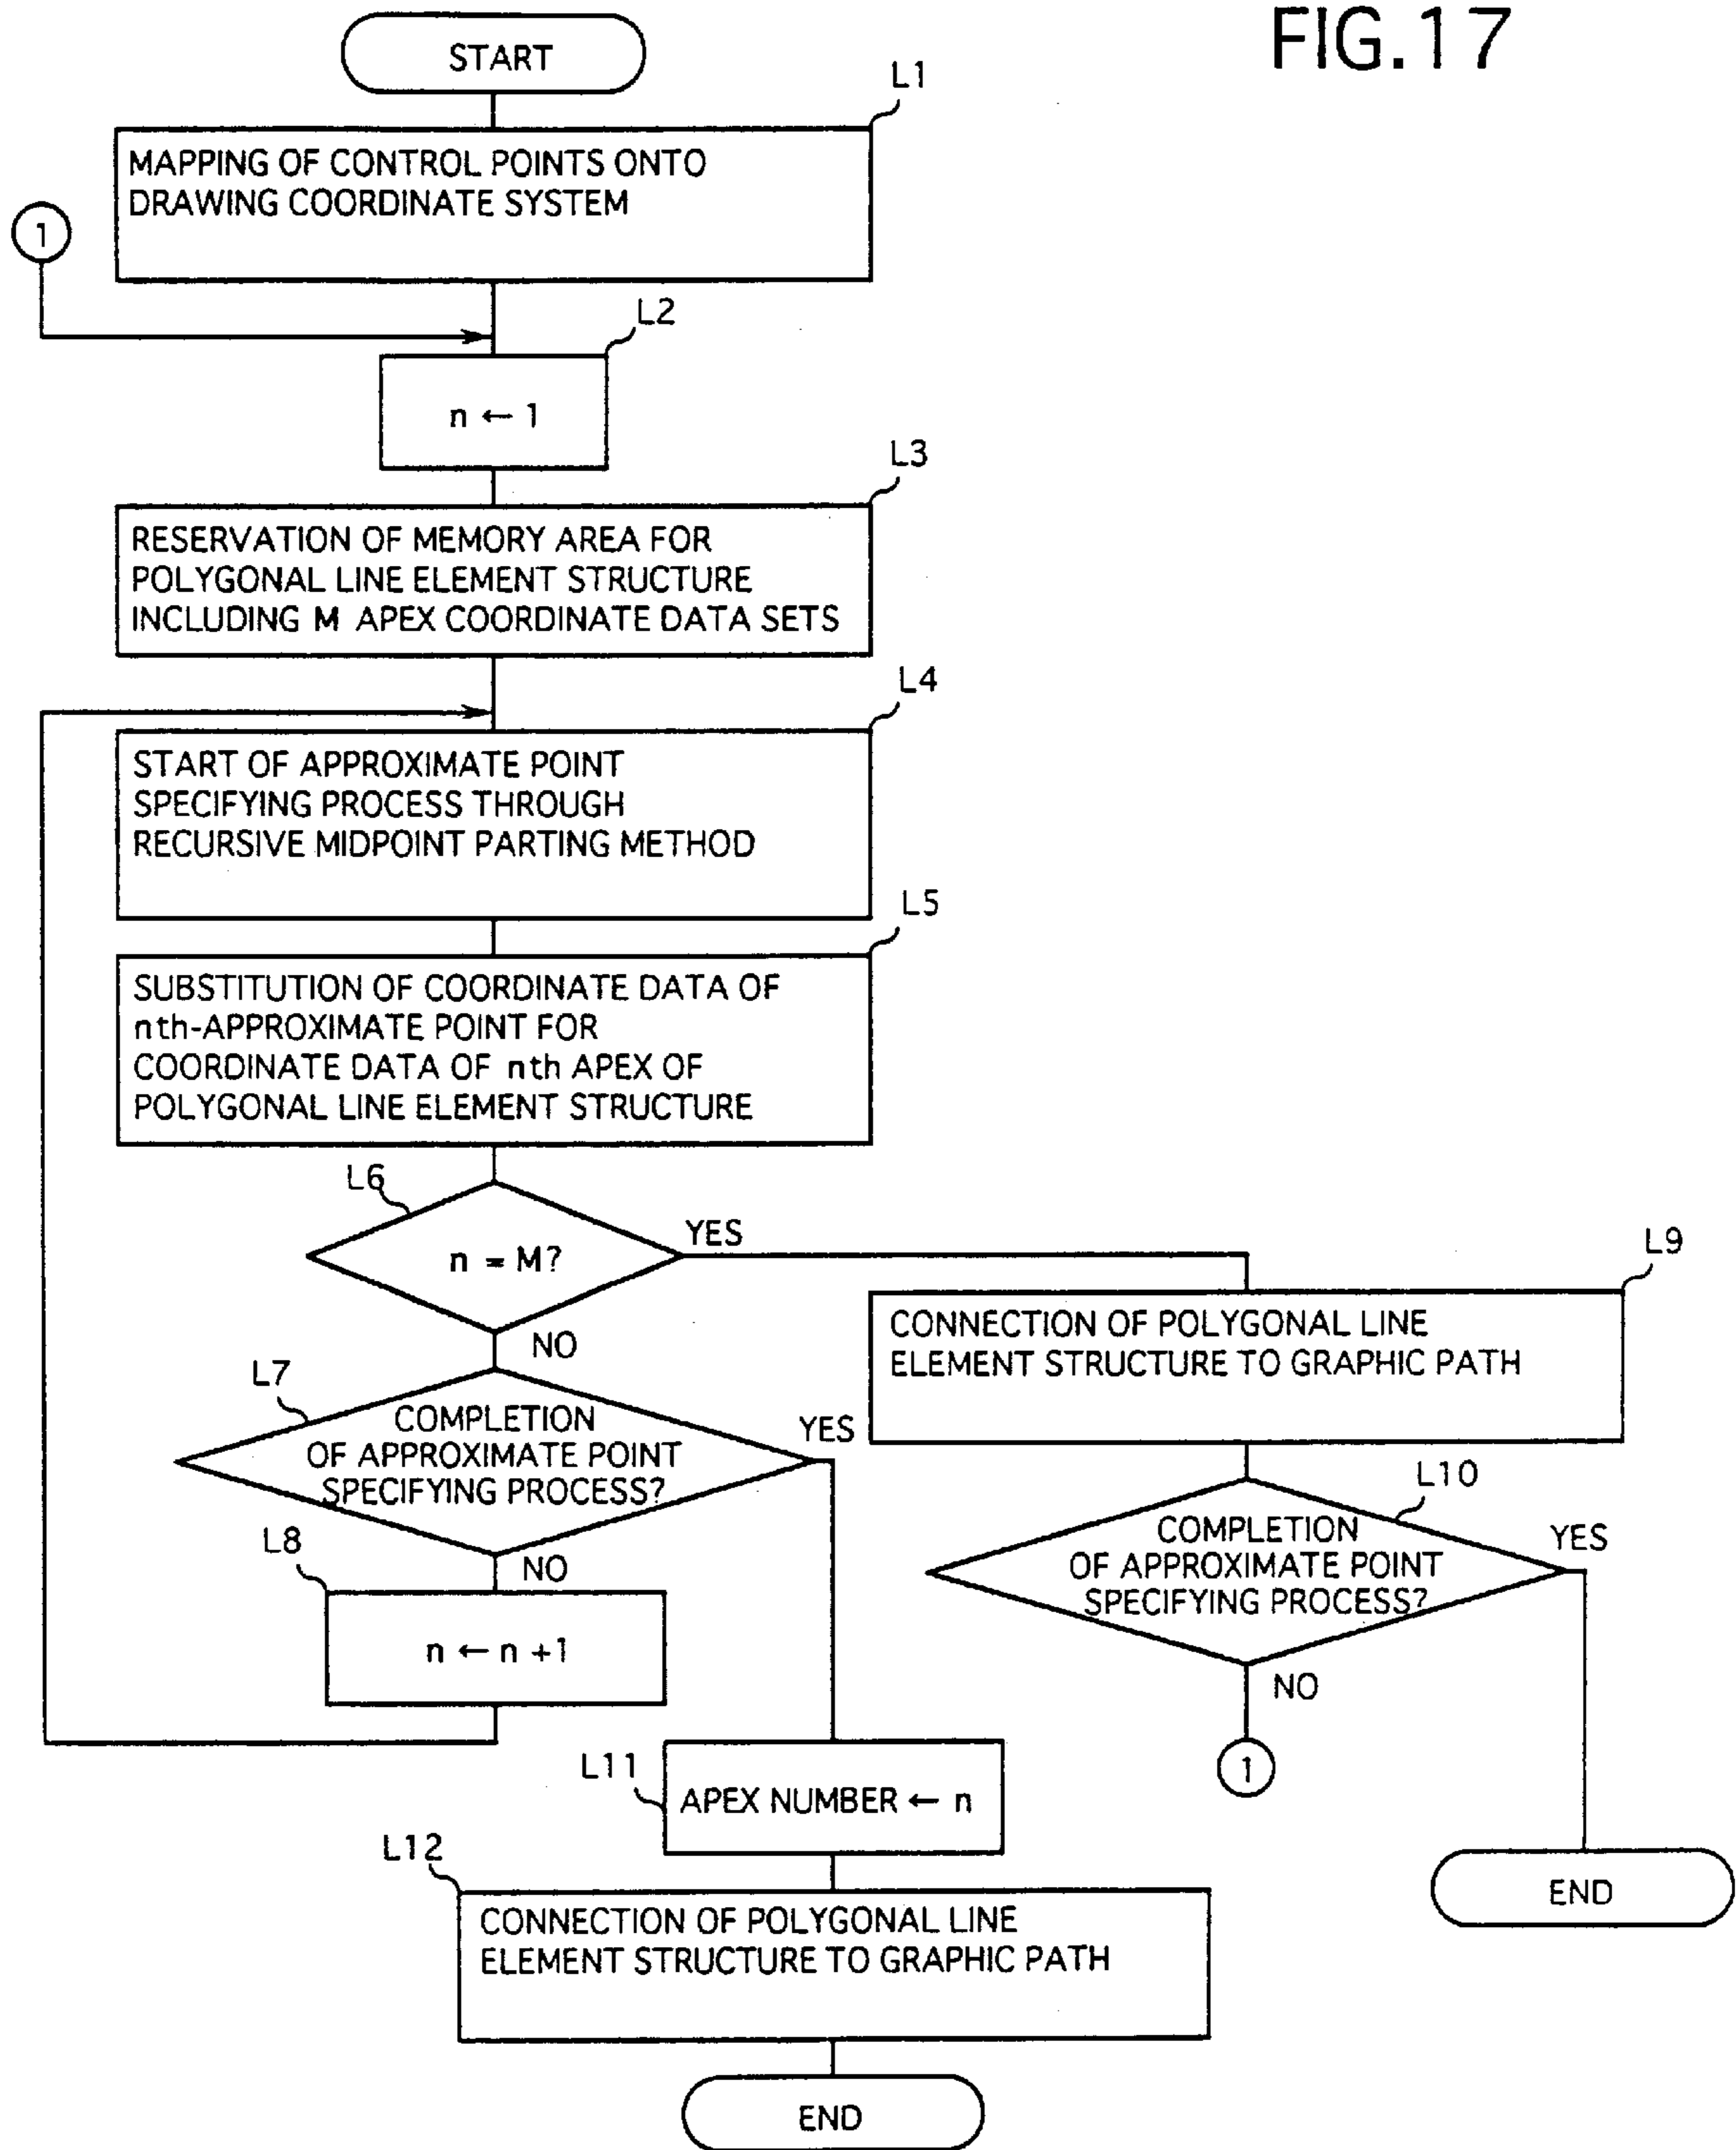 FIG.17
START
L1
MAPPING OF CONTROL POINTS ONTO
DRAWING COORDINATE SYSTEM
1
L2
n ← 1
L3
RESERVATION OF MEMORY AREA FOR
POLYGONAL LINE ELEMENT STRUCTURE
INCLUDING M APEX COORDINATE DATA SETS
L4
START OF APPROXIMATE POINT
SPECIFYING PROCESS THROUGH
RECURSIVE MIDPOINT PARTING METHOD
L5
SUBSTITUTION OF COORDINATE DATA OF
nth-APPROXIMATE POINT FOR
COORDINATE DATA OF nth APEX OF
POLYGONAL LINE ELEMENT STRUCTURE
L6
n = M?
YES
NO
L9
CONNECTION OF POLYGONAL LINE
ELEMENT STRUCTURE TO GRAPHIC PATH
L7
COMPLETION
OF APPROXIMATE POINT
SPECIFYING PROCESS?
YES
NO
L10
COMPLETION
OF APPROXIMATE POINT
SPECIFYING PROCESS?
YES
NO
L8
n ← n +1
1
L11
APEX NUMBER ← n
L12
CONNECTION OF POLYGONAL LINE
ELEMENT STRUCTURE TO GRAPHIC PATH
END
END